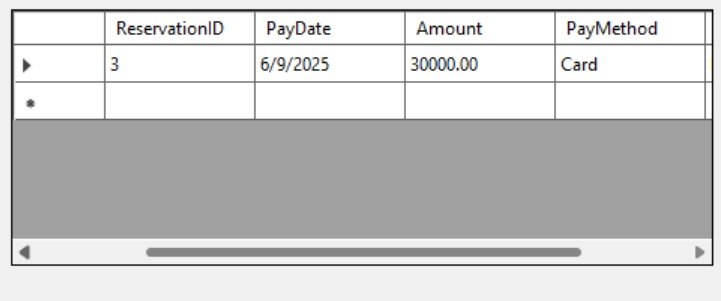 ReservationID PayDate Amount PayMethod
3 6/9/2025 30000.00 Card